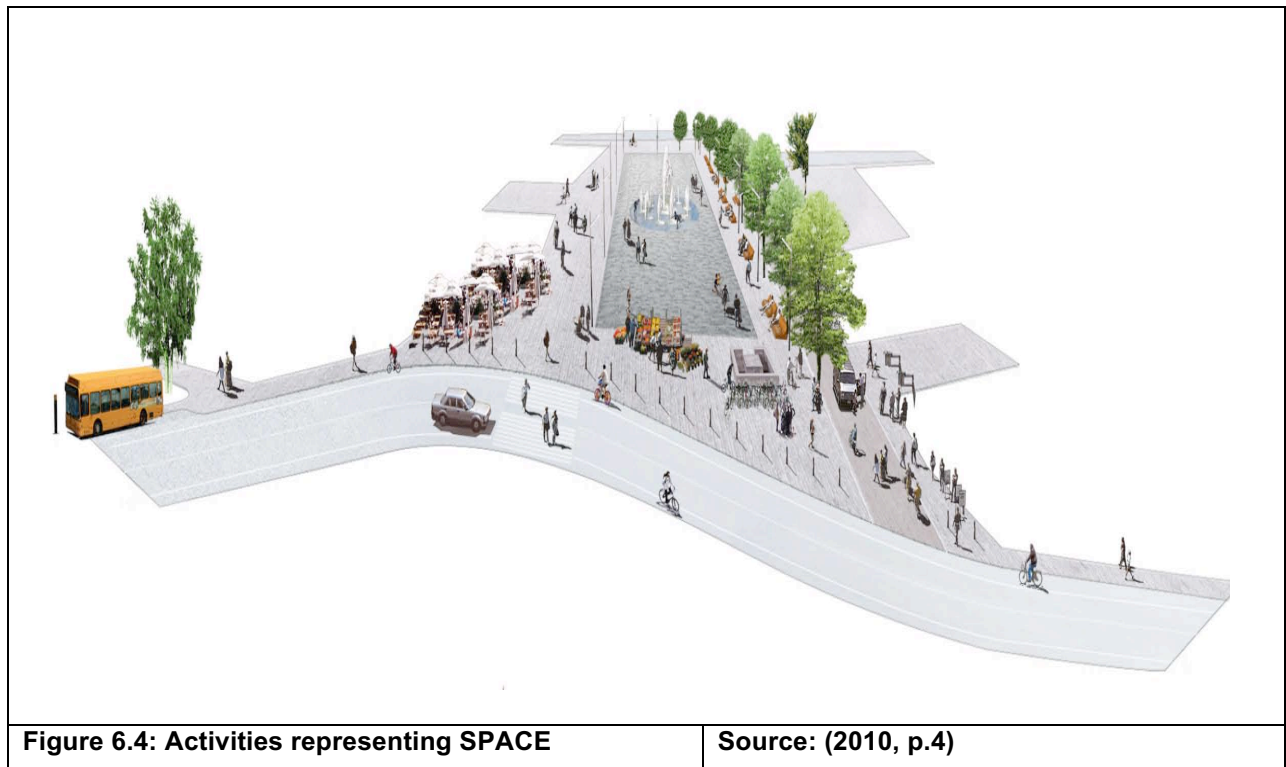 Figure 6.4: Activities representing SPACE
Source: (2010, p.4)